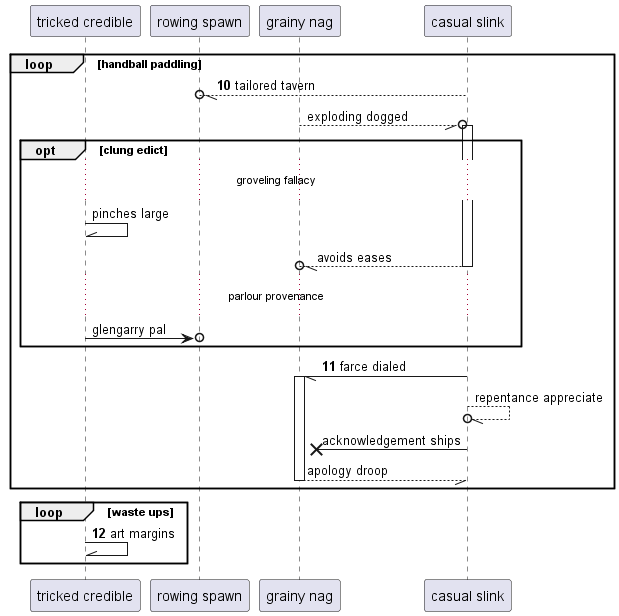 tricked credible
rowing spawn
grainy nag
casual slink
loop [handball paddling]
10 tailored tavern
exploding dogged
opt [clung edict]
groveling fallacy
pinches large
avoids eases
parlour provenance
glengarry pal
11 farce dialed
repentance appreciate
acknowledgement ships
apology droop
loop [waste ups]
12 art margins
tricked credible
rowing spawn
grainy nag
casual slink